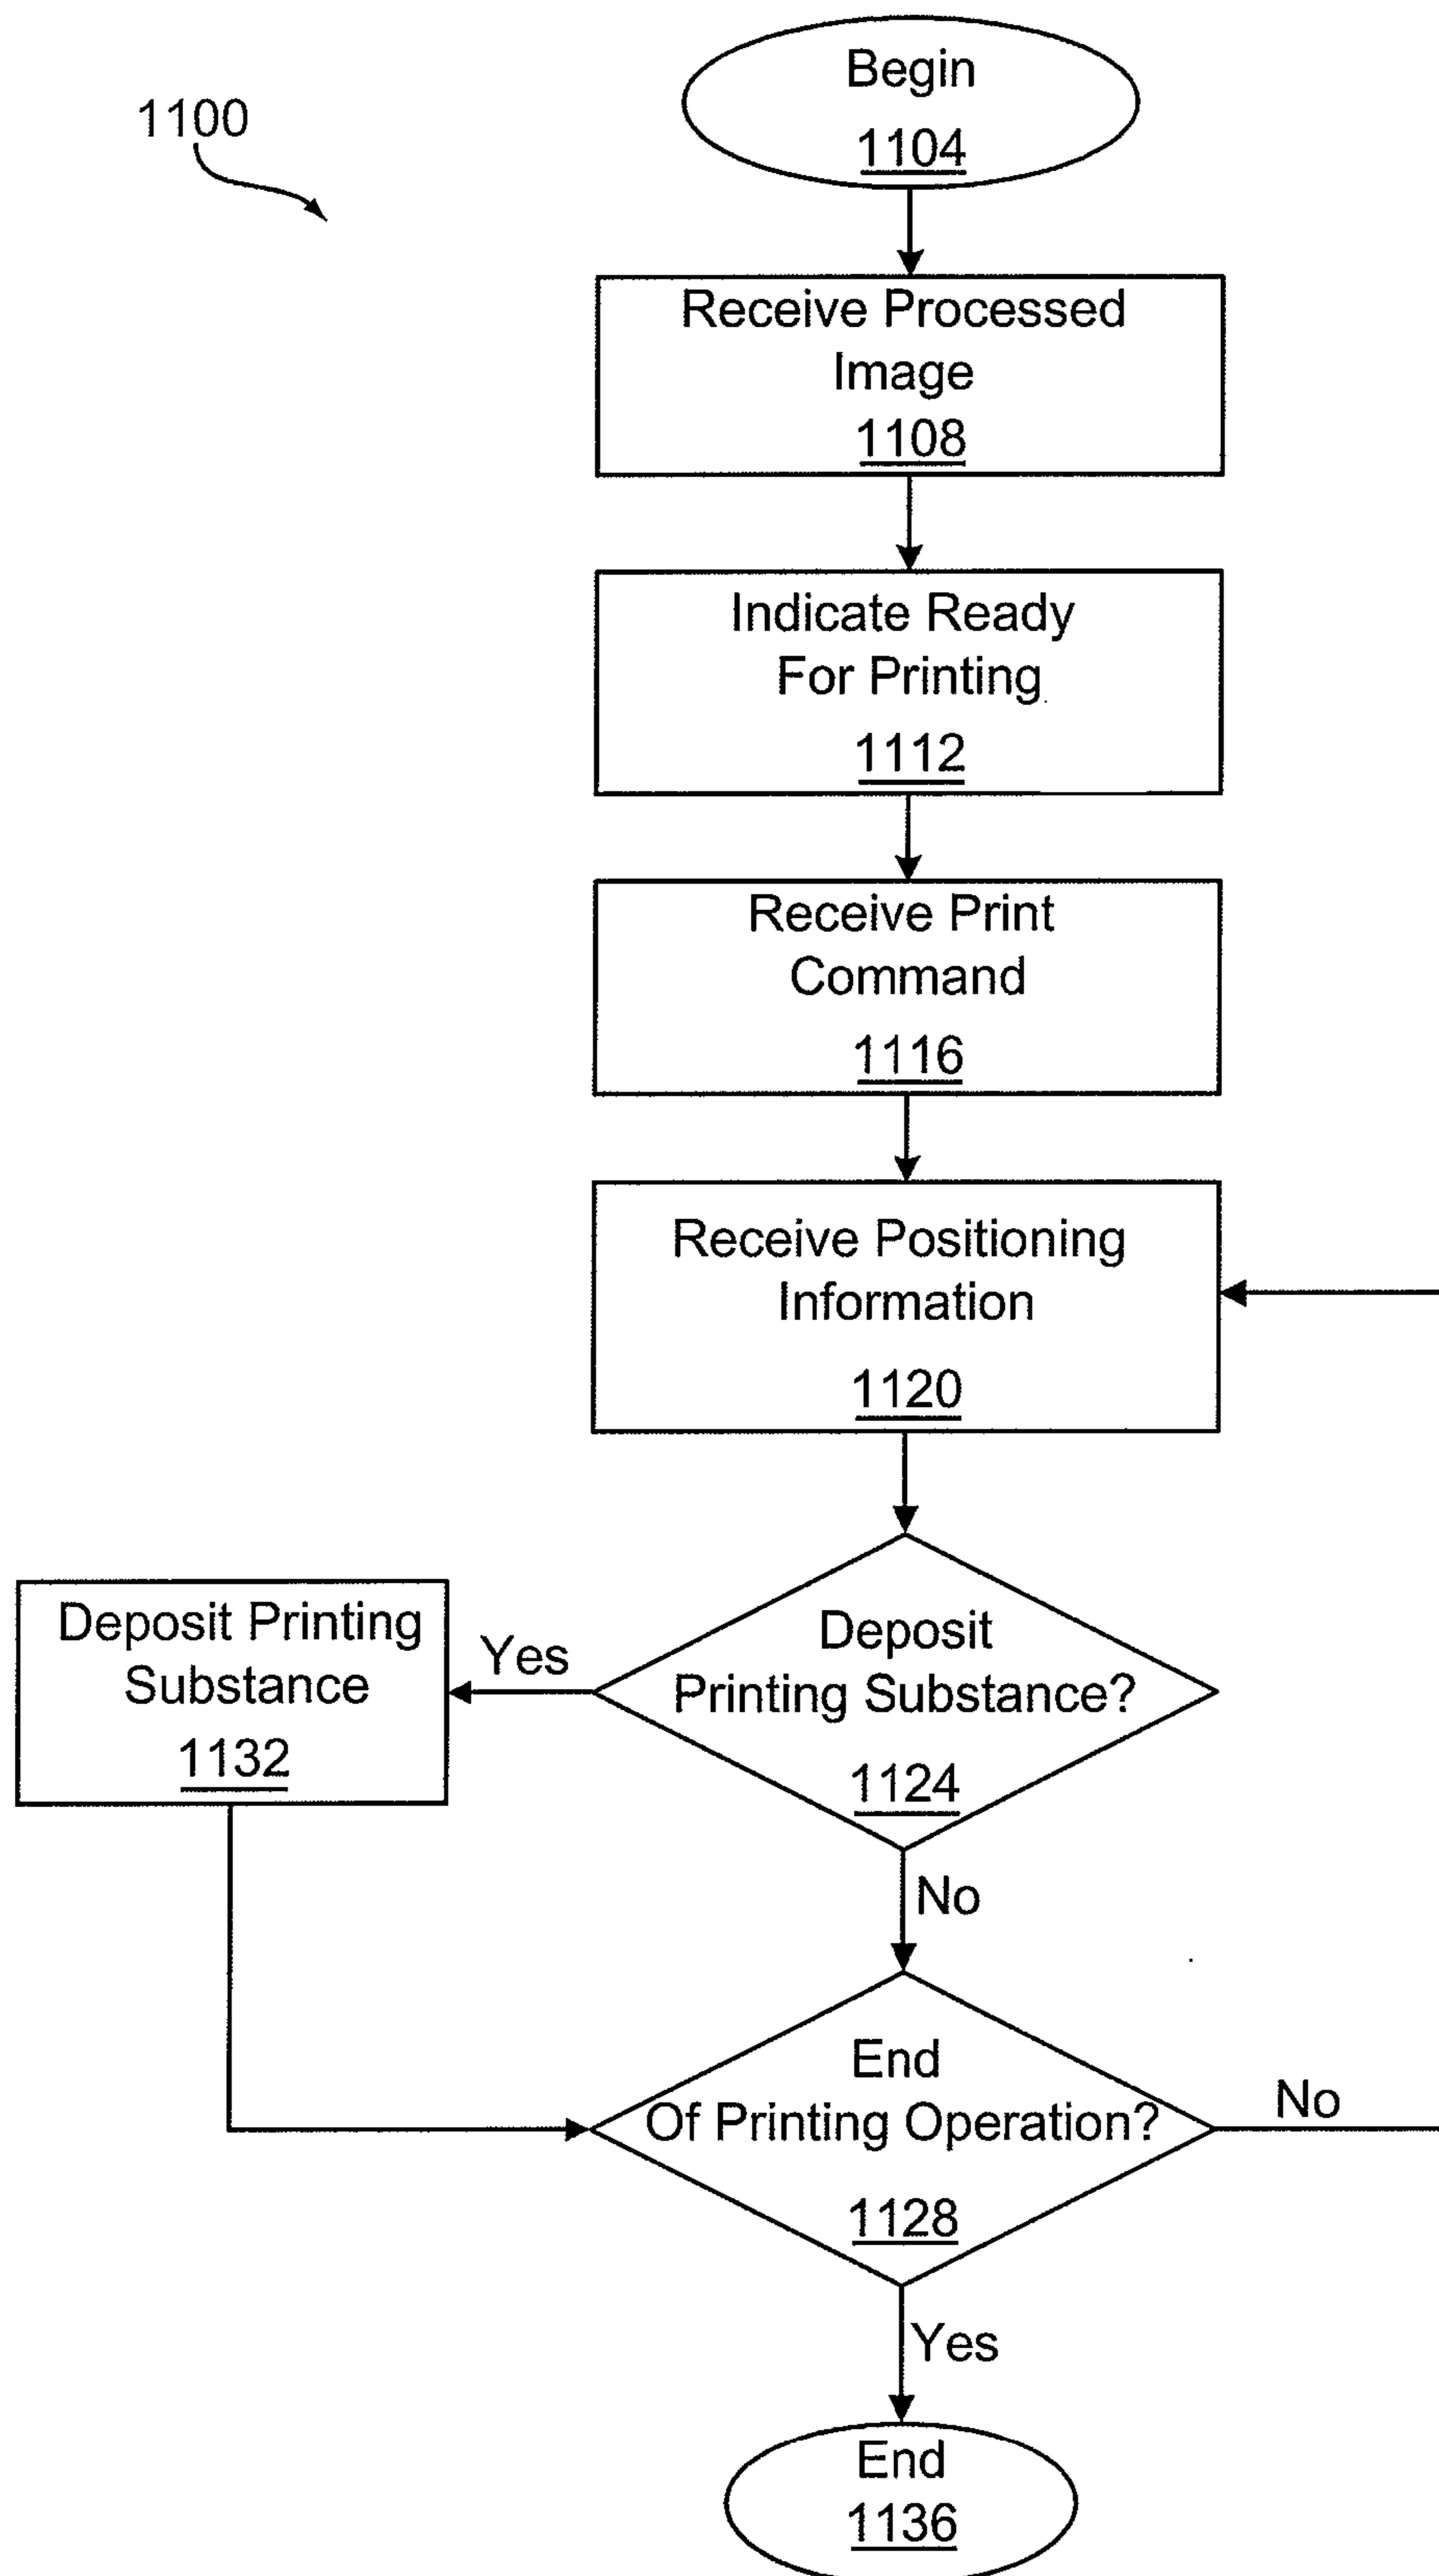 1100
Begin
1104
Receive Processed
Image
1108
Indicate Ready
For Printing
1112
Receive Print
Command
1116
Receive Positioning
Information
1120
Deposit
Printing Substance?
1124
Yes
Deposit Printing
Substance
1132
No
End
Of Printing Operation?
1128
No
Yes
End
1136